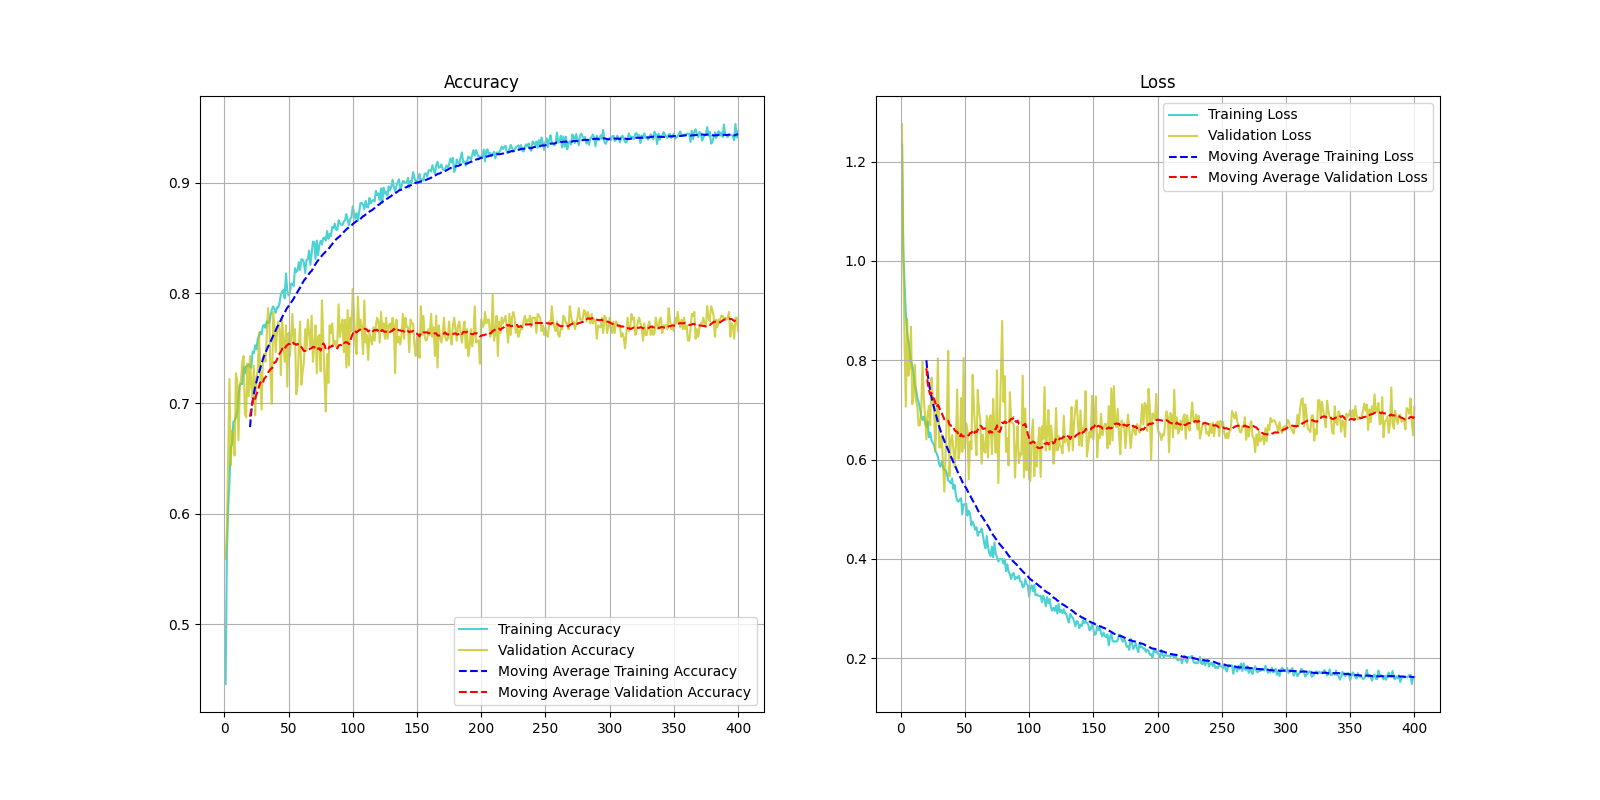 Accuracy
0.9
0.8
0.7
0.6
0.5
0 50 100 150 200 250 300 350 400
Training Accuracy
Validation Accuracy
Moving Average Training Accuracy
Moving Average Validation Accuracy
Loss
1.2
1.0
0.8
0.6
0.4
0.2
0 50 100 150 200 250 300 350 400
Training Loss
Validation Loss
Moving Average Training Loss
Moving Average Validation Loss